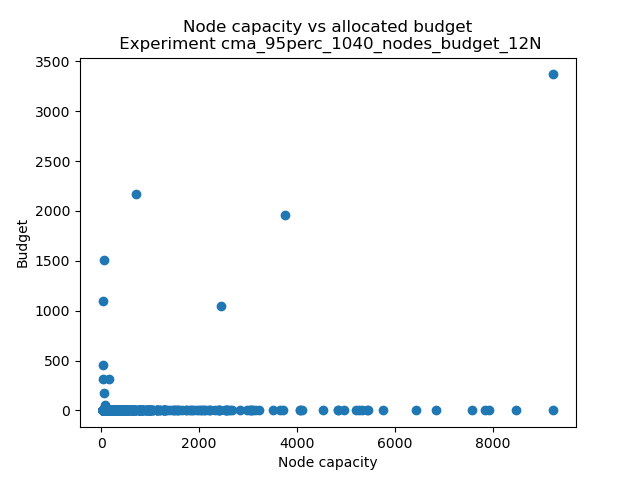 Node capacity vs allocated budget
Experiment cma_95perc_1040_nodes_budget_12N
3500
3000
2500
2000
1500
1000
500
0
Budget
0 2000 4000 6000 8000
Node capacity